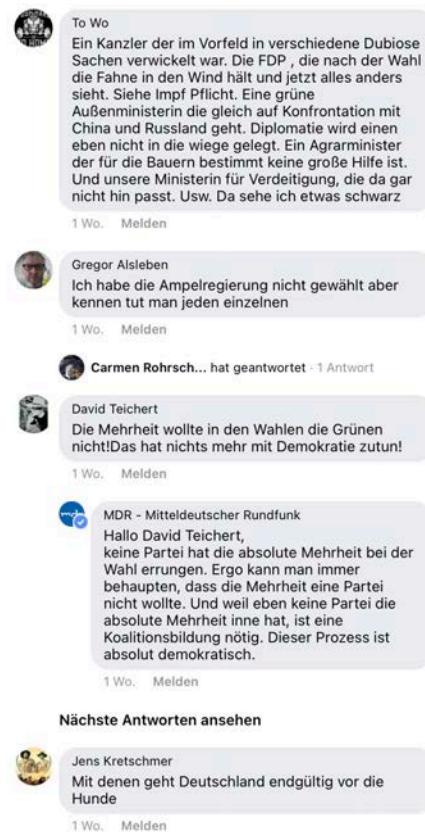 To Wo
Ein Kanzler der im Vorfeld in verschiedene Dubiose
Sachen verwickelt war. Die FDP , die nach der Wahl
die Fahne in den Wind hält und jetzt alles anders
sieht. Siehe Impf Pflicht. Eine grüne
Außenministerin die gleich auf Konfrontation mit
China und Russland geht. Diplomatie wird einen
eben nicht in die wiege gelegt. Ein Agrarminister
der für die Bauern bestimmt keine große Hilfe ist.
Und unsere Ministerin für Verdeitigung, die da gar
nicht hin passt. Usw. Da sehe ich etwas schwarz
1 Wo. Melden
Gregor Alsleben
Ich habe die Ampelregierung nicht gewählt aber
kennen tut man jeden einzelnen
1 Wo. Melden
Carmen Rohrsch... hat geantwortet · 1 Antwort
David Teichert
Die Mehrheit wollte in den Wahlen die Grünen
nicht!Das hat nichts mehr mit Demokratie zutun!
1 Wo. Melden
MDR - Mitteldeutscher Rundfunk
Hallo David Teichert,
keine Partei hat die absolute Mehrheit bei der
Wahl errungen. Ergo kann man immer
behaupten, dass die Mehrheit eine Partei
nicht wollte. Und weil eben keine Partei die
absolute Mehrheit inne hat, ist eine
Koalitionsbildung nötig. Dieser Prozess ist
absolut demokratisch.
1 Wo. Melden
Nächste Antworten ansehen
Jens Kretschmer
Mit denen geht Deutschland endgültig vor die
Hunde
1 Wo. Melden